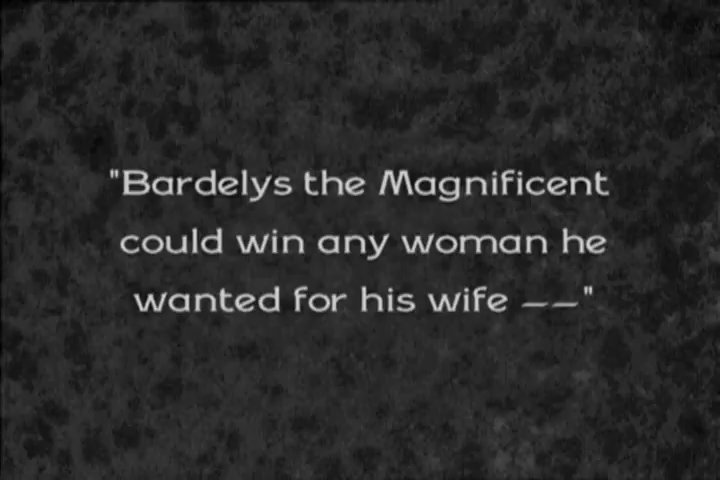 "Bardelys the Magnificent
could win any woman he
wanted for his wife ——"